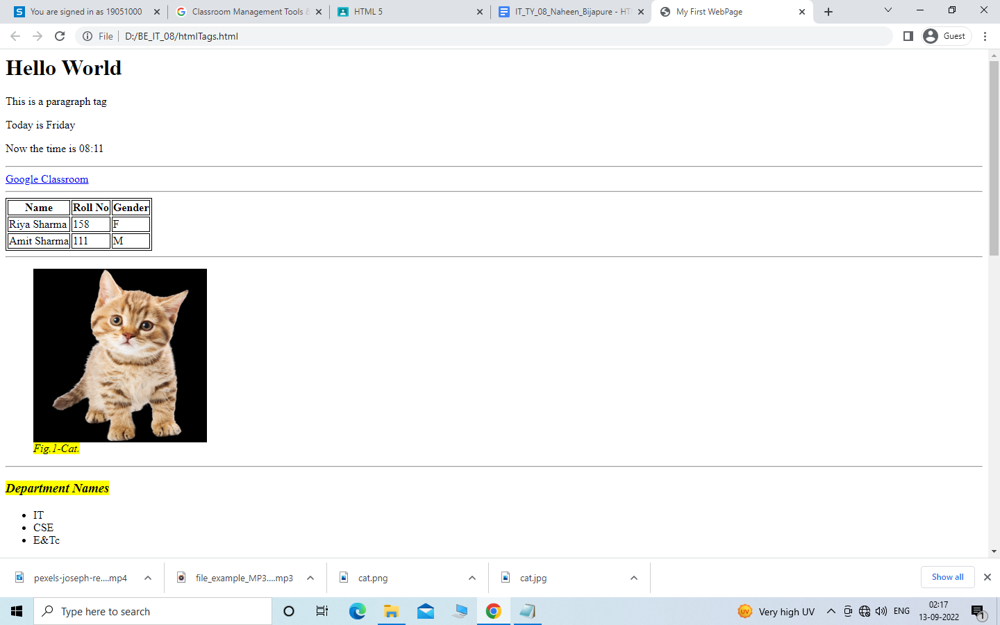 You are signed in as 19051000
Classroom Management Tools &
HTML 5
IT_TY_08_Naheen_Bijapure - HT
My First WebPage
File D:/BE_IT_08/htmlTags.html
Guest
Hello World
This is a paragraph tag
Today is Friday
Now the time is 08:11
Google Classroom
Name Roll No Gender
Riya Sharma 158 F
Amit Sharma 111 M
Fig.1-Cat.
Department Names
• IT
• CSE
• E&Tc
pexels-joseph-re....mp4
file_example_MP3....mp3
cat.png
cat.jpg
Show all
Type here to search
UV
Very high UV
ENG
02:17
13-09-2022
1